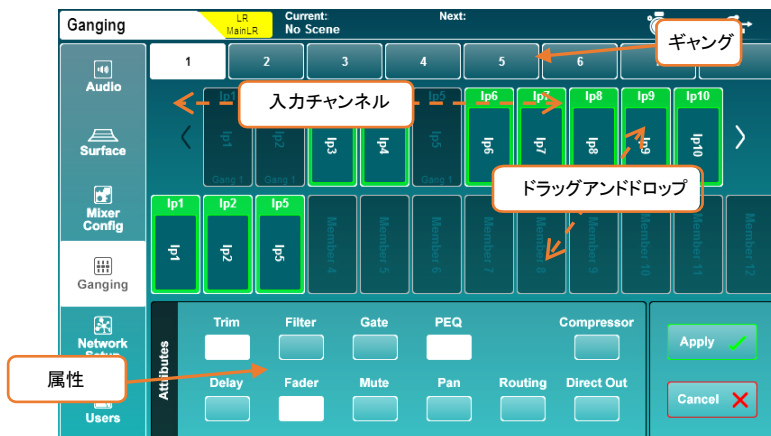 Ganging
LR
MainLR
Current:
No Scene
Next:
Audio
Surface
Mixer
Config
Ganging
Network
Users
1
2
3
4
5
6
ギャング
入力チャンネル
Ip5
Ip6
Ip7
Ip8
Ip9
Ip10
Ip1
Ip2
Ip3
Ip4
Ip5
Ip6
Ip7
Ip8
Ip9
Ip10
Gang 1
Gang 1
Gang 1
ドラッグアンドドロップ
Ip1
Ip2
Ip5
Ip1
Ip2
Ip5
Member 4
Member 5
Member 6
Member 7
Member 8
Member 9
Member 10
Member 11
Member 12
属性
Attributes
Trim
Filter
Gate
PEQ
Compressor
Delay
Fader
Mute
Pan
Routing
Direct Out
Apply
Cancel